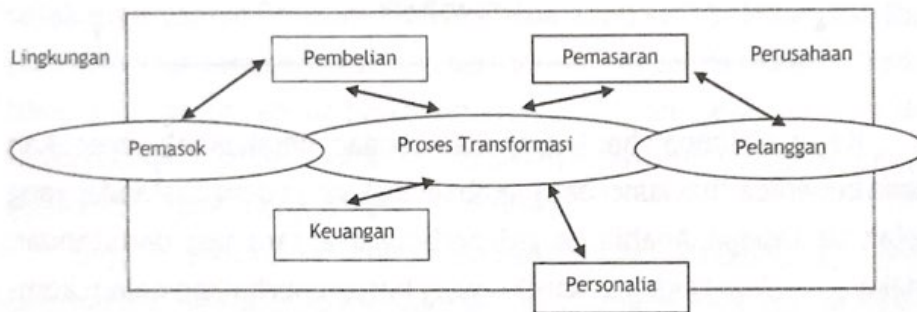 Lingkungan
Pembelian
Pemasaran
Perusahaan
Pemasok
Proses Transformasi
Pelanggan
Keuangan
Personalia